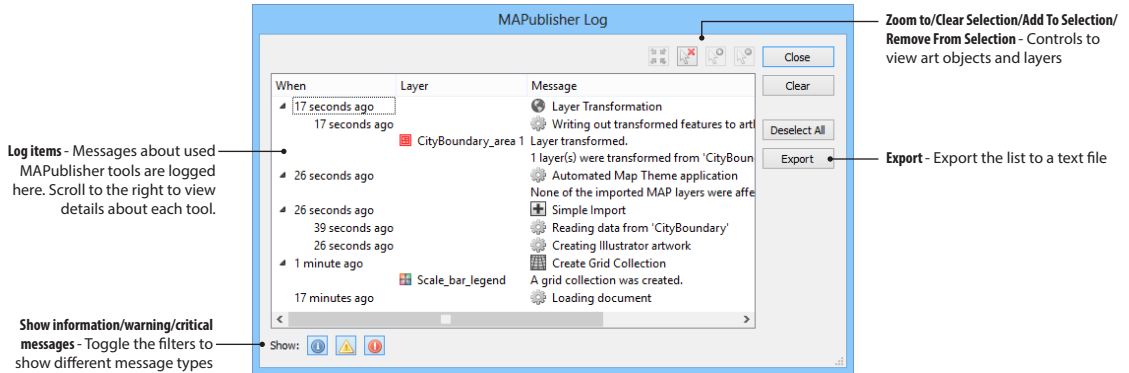 MAPublisher Log
Zoom to/Clear Selection/Add To Selection/
Remove From Selection - Controls to
view art objects and layers
Close
When Layer Message
Clear
17 seconds ago Layer Transformation
17 seconds ago Writing out transformed features to artl
Deselect All
CityBoundary_area 1 Layer transformed.
1 layer(s) were transformed from 'CityBoun
Export
Export - Export the list to a text file
Log items - Messages about used
MAPublisher tools are logged
here. Scroll to the right to view
details about each tool.
26 seconds ago Automated Map Theme application
None of the imported MAP layers were affe
26 seconds ago Simple Import
39 seconds ago Reading data from 'CityBoundary'
26 seconds ago Creating Illustrator artwork
1 minute ago Create Grid Collection
Scale_bar_legend A grid collection was created.
17 minutes ago Loading document
Show information/warning/critical
messages - Toggle the filters to
show different message types
Show: